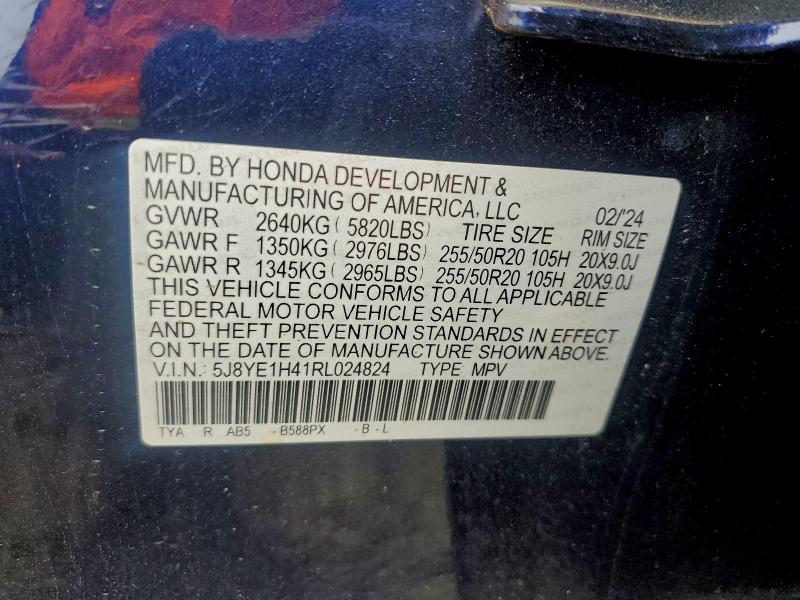 MFD. BY HONDA DEVELOPMENT &
MANUFACTURING OF AMERICA, LLC 02/'24
GVWR 2640KG ( 5820LBS) TIRE SIZE RIM SIZE
GAWR F 1350KG ( 2976LBS) 255/50R20 105H 20X9.0J
GAWR R 1345KG ( 2965LBS) 255/50R20 105H 20X9.0J
THIS VEHICLE CONFORMS TO ALL APPLICABLE
FEDERAL MOTOR VEHICLE SAFETY
AND THEFT PREVENTION STANDARDS IN EFFECT
ON THE DATE OF MANUFACTURE SHOWN ABOVE.
V.I.N.: 5J8YE1H41RL024824 TYPE: MPV
TYA R AB5 -B588PX -B-L